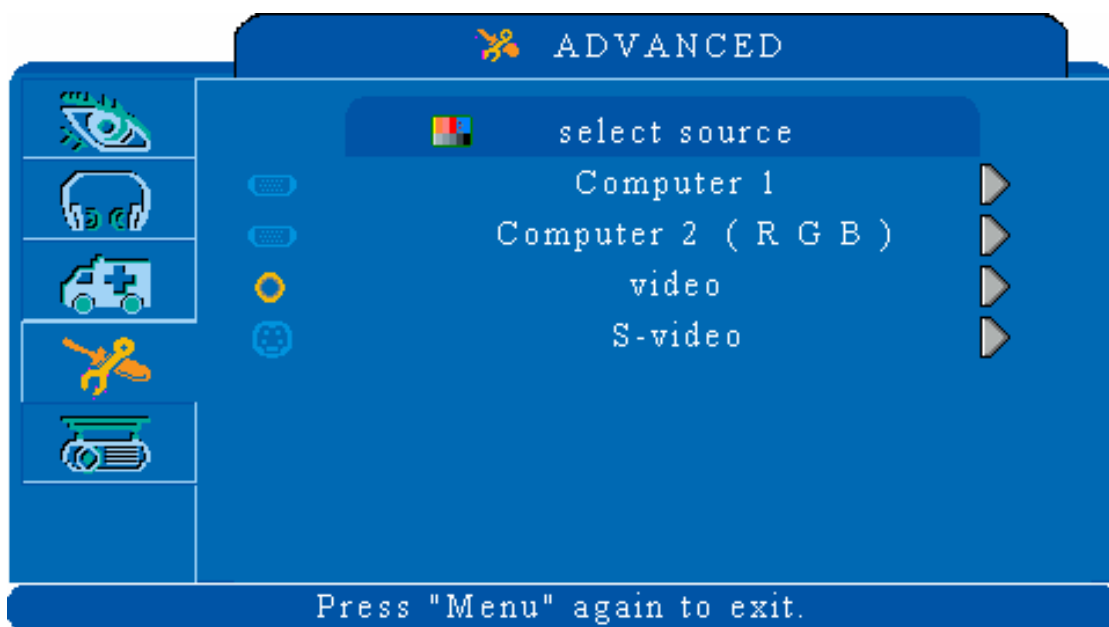 ADVANCED
select source
Computer 1
Computer 2 ( R G B )
video
S-video
Press "Menu" again to exit.